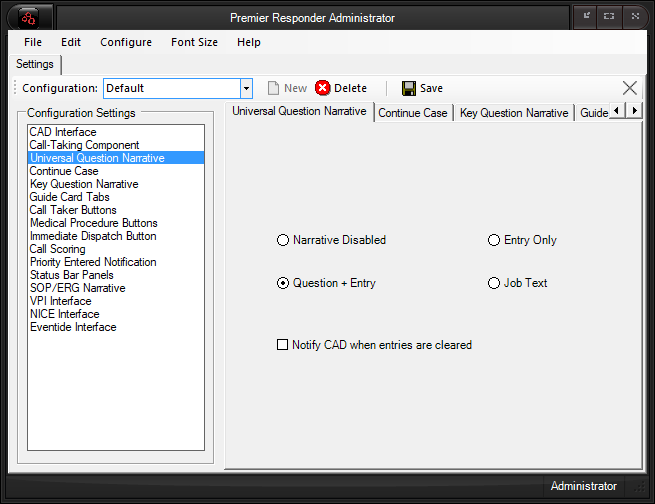 Premier Responder Administrator
File Edit Configure Font Size Help
Settings
Configuration: Default New Delete Save
Configuration Settings
Universal Question Narrative Continue Case Key Question Narrative Guide
CAD Interface
Call-Taking Component
Universal Question Narrative
Continue Case
Key Question Narrative
Guide Card Tabs
Call Taker Buttons
Medical Procedure Buttons
Immediate Dispatch Button
Call Scoring
Priority Entered Notification
Status Bar Panels
SOP/ERG Narrative
VPI Interface
NICE Interface
Eventide Interface
Narrative Disabled Entry Only
Question + Entry Job Text
Notify CAD when entries are cleared
Administrator